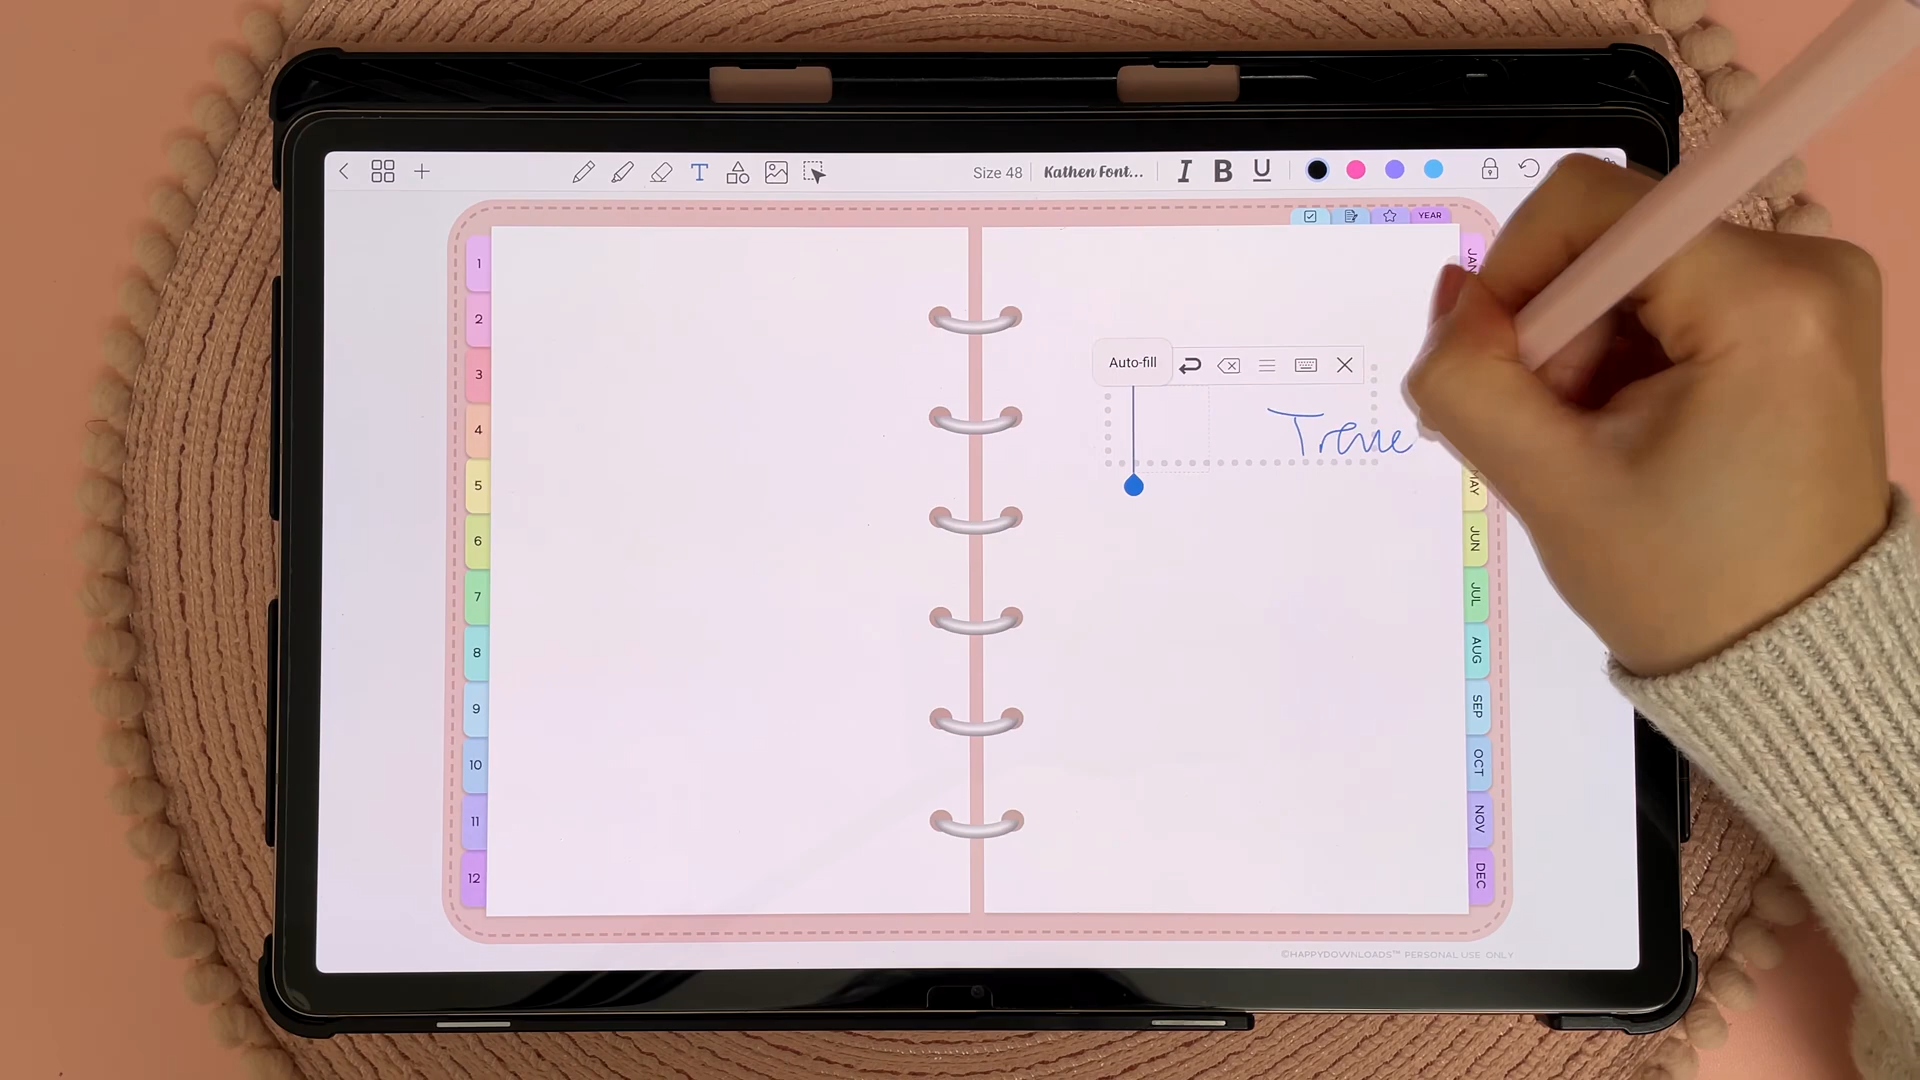 Size 48 Kathen Font... I B U
YEAR
1
2
3
4
5
6
7
8
9
10
11
12
Auto-fill
Trave
JAN
MAY
JUN
JUL
AUG
SEP
OCT
NOV
DEC
©HAPPYDOWNLOADS™ PERSONAL USE ONLY